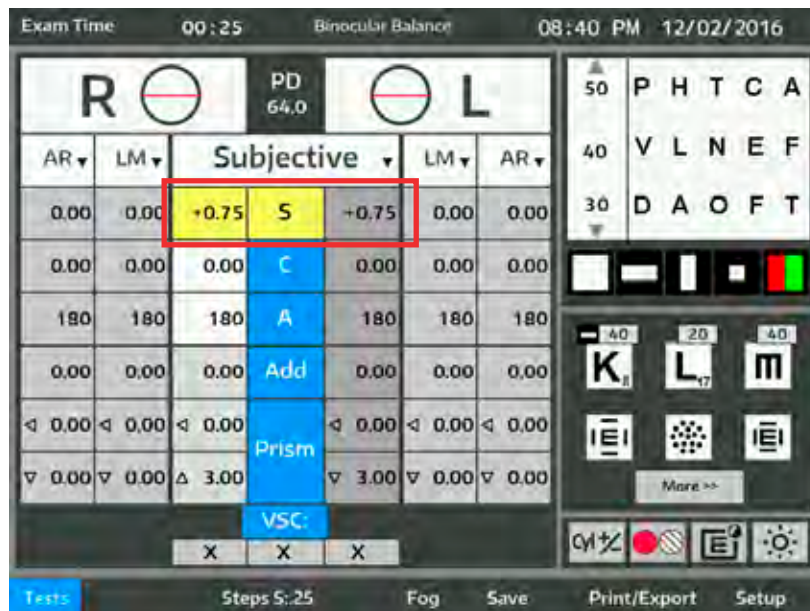 Exam Time 00:25 Binocular Balance 08:40 PM 12/02/2016
R PD 64.0 L
AR LM Subjective LM AR
0.00 0.00 +0.75 S +0.75 0.00 0.00
0.00 0.00 0.00 C 0.00 0.00 0.00
180 180 180 A 180 180 180
0.00 0.00 0.00 Add 0.00 0.00 0.00
0.00 0.00 0.00 Prism 0.00 0.00 0.00
0.00 0.00 3.00 3.00 0.00 0.00
VSC:
X X X
50 P H T C A
40 V L N E F
30 D A O F T
40 20 40
K 8 L 17 m
E E
More >>
Cyl +/- E
Tests Steps S:.25 Fog Save Print/Export Setup